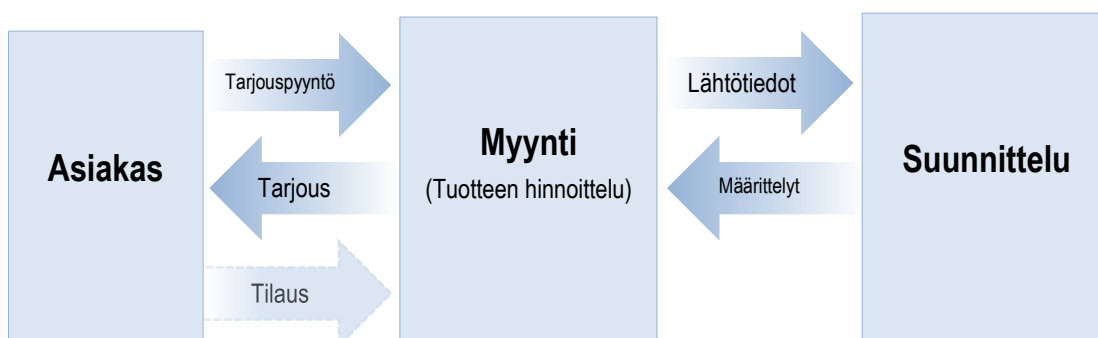 Asiakas
Tarjouspyyntö
Tarjous
Tilaus
Myynti
(Tuotteen hinnoittelu)
Lähtötiedot
Määrittelyt
Suunnittelu